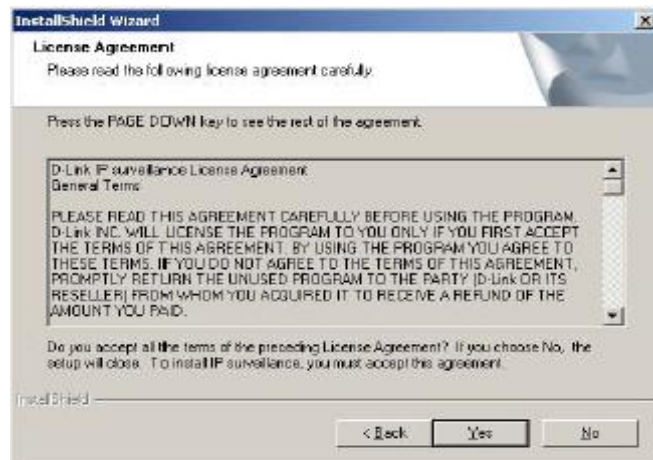 InstallShield Wizard
License Agreement
Please read the following license agreement carefully.
Press the PAGE DOWN key to see the rest of the agreement.
D-Link IP surveillance License Agreement
General Terms
PLEASE READ THIS AGREEMENT CAREFULLY BEFORE USING THE PROGRAM.
D-Link INC. WILL LICENSE THE PROGRAM TO YOU ONLY IF YOU FIRST ACCEPT
THE TERMS OF THIS AGREEMENT. BY USING THE PROGRAM YOU AGREE TO
THESE TERMS. IF YOU DO NOT AGREE TO THE TERMS OF THIS AGREEMENT,
PROMPTLY RETURN THE UNUSED PROGRAM TO THE PARTY (D-Link OR ITS
RESELLER) FROM WHOM YOU ACQUIRED IT TO RECEIVE A REFUND OF THE
AMOUNT YOU PAID.
Do you accept all the terms of the preceding License Agreement? If you choose No, the
setup will close. To install IP surveillance, you must accept this agreement.
InstallShield
< Back Yes No